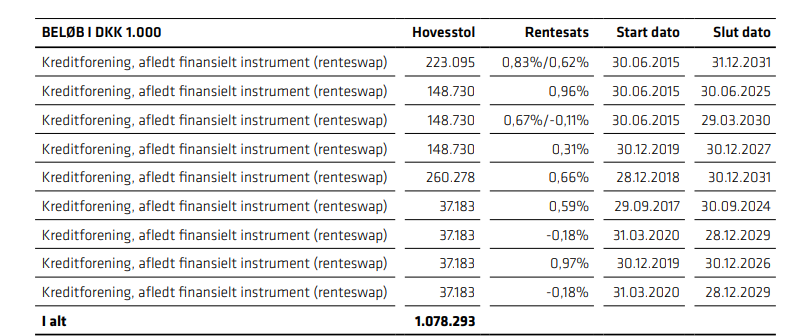 BELØB I DKK 1.000 Hovesstol Rentesats Start dato Slut dato
Kreditforening, afledt finansielt instrument (renteswap) 223.095 0,83%/0,62% 30.06.2015 31.12.2031
Kreditforening, afledt finansielt instrument (renteswap) 148.730 0,96% 30.06.2015 30.06.2025
Kreditforening, afledt finansielt instrument (renteswap) 148.730 0,67%/-0,11% 30.06.2015 29.03.2030
Kreditforening, afledt finansielt instrument (renteswap) 148.730 0,31% 30.12.2019 30.12.2027
Kreditforening, afledt finansielt instrument (renteswap) 260.278 0,66% 28.12.2018 30.12.2031
Kreditforening, afledt finansielt instrument (renteswap) 37.183 0,59% 29.09.2017 30.09.2024
Kreditforening, afledt finansielt instrument (renteswap) 37.183 -0,18% 31.03.2020 28.12.2029
Kreditforening, afledt finansielt instrument (renteswap) 37.183 0,97% 30.12.2019 30.12.2026
Kreditforening, afledt finansielt instrument (renteswap) 37.183 -0,18% 31.03.2020 28.12.2029
I alt 1.078.293